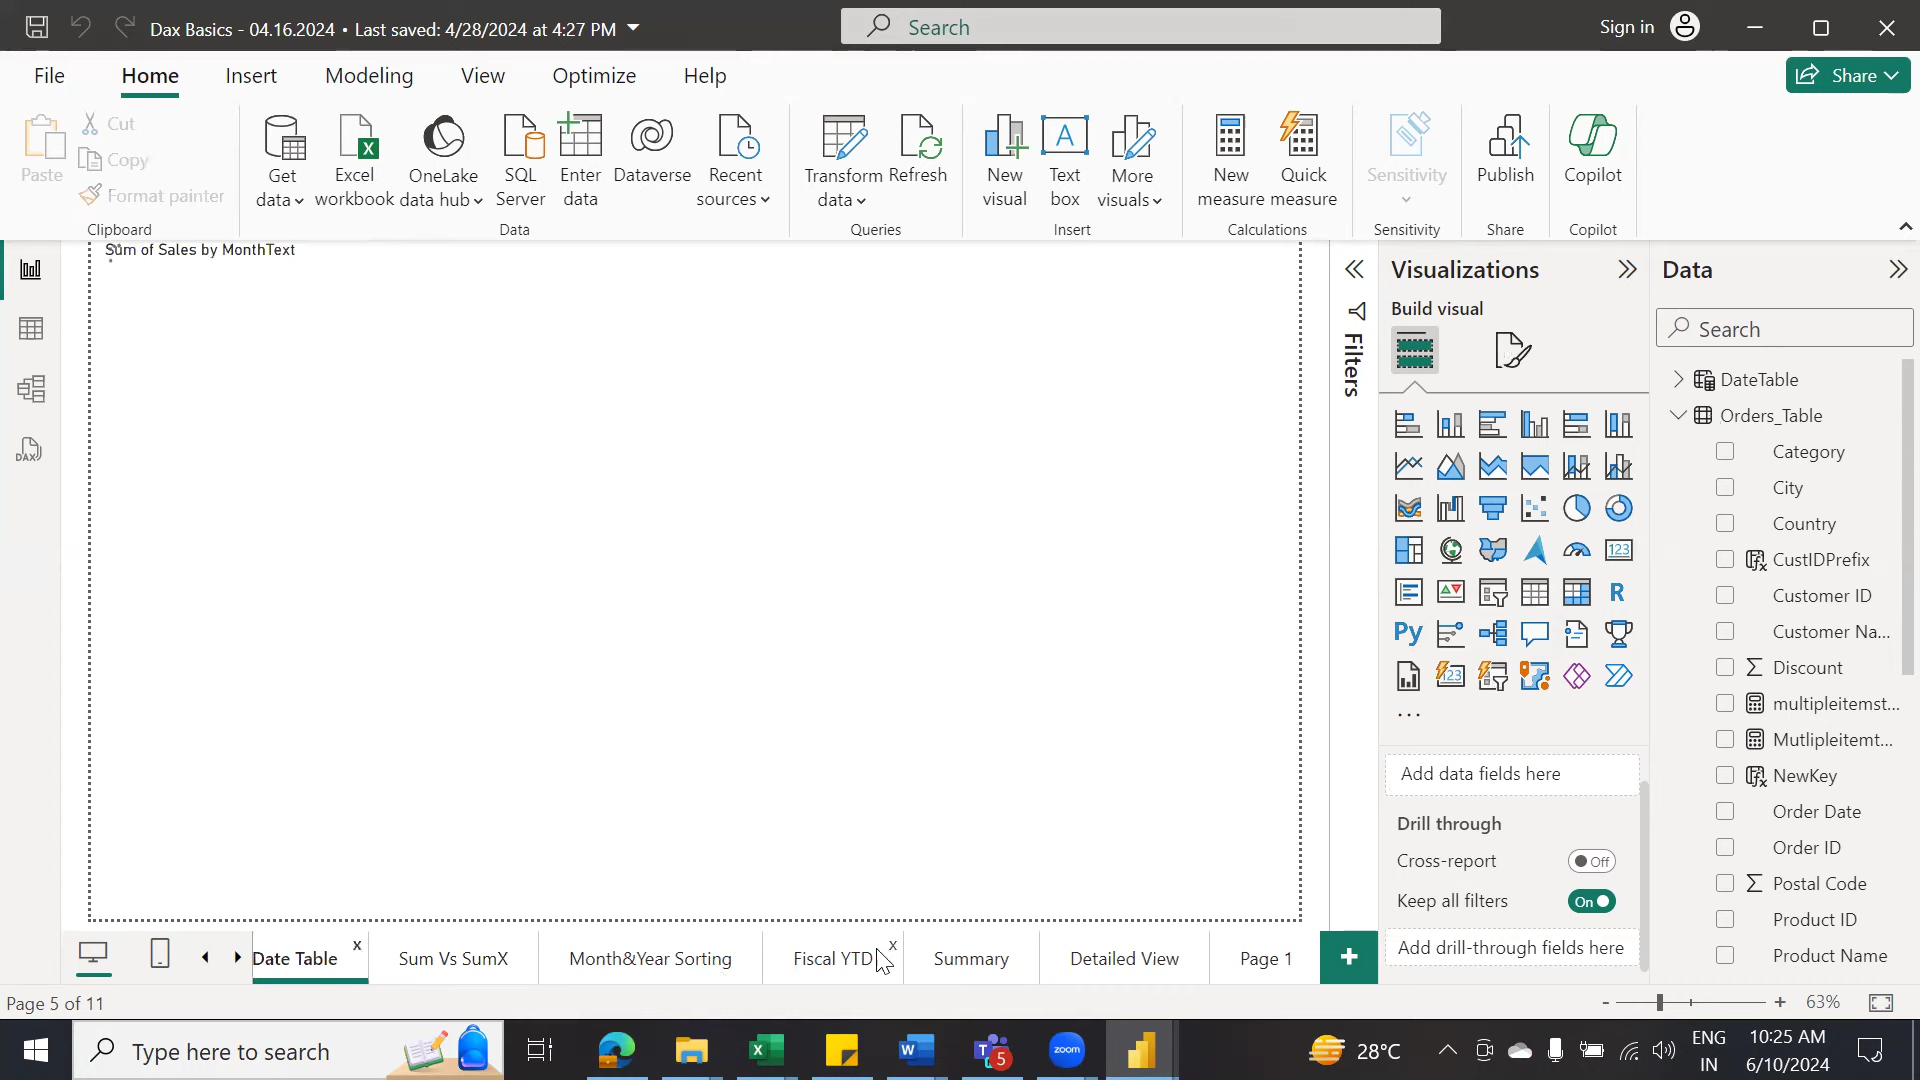 Dax Basics - 04.16.2024 • Last saved: 4/28/2024 at 4:27 PM
Search
Sign in
File
Home
Insert
Modeling
View
Optimize
Help
Share
Paste
Cut
Copy
Format painter
Clipboard
Get data
Excel workbook
OneLake data hub
SQL Server
Enter data
Dataverse
Recent sources
Data
Transform data
Refresh
Queries
New visual
Text box
More visuals
Insert
New measure
Quick measure
Calculations
Sensitivity
Sensitivity
Publish
Share
Copilot
Copilot
Sum of Sales by MonthText
Filters
Visualizations
Build visual
123
R
Py
123
...
Add data fields here
Drill through
Cross-report
Off
Keep all filters
On
Add drill-through fields here
Data
Search
DateTable
Orders_Table
Category
City
Country
CustIDPrefix
Customer ID
Customer Na...
Discount
multipleitemst...
Mutlipleitemt...
NewKey
Order Date
Order ID
Postal Code
Product ID
Product Name
DAX
Date Table x
Sum Vs SumX
Month&Year Sorting
Fiscal YTD x
Summary
Detailed View
Page 1
+
Page 5 of 11
- + 63%
Type here to search
5
zoom
28°C
ENG
IN
10:25 AM
6/10/2024